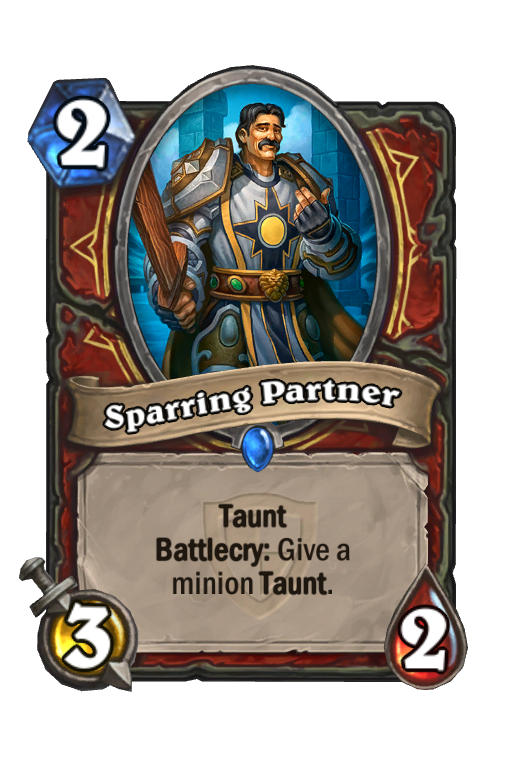 2
Sparring Partner
Taunt
Battlecry: Give a
minion Taunt.
3
2